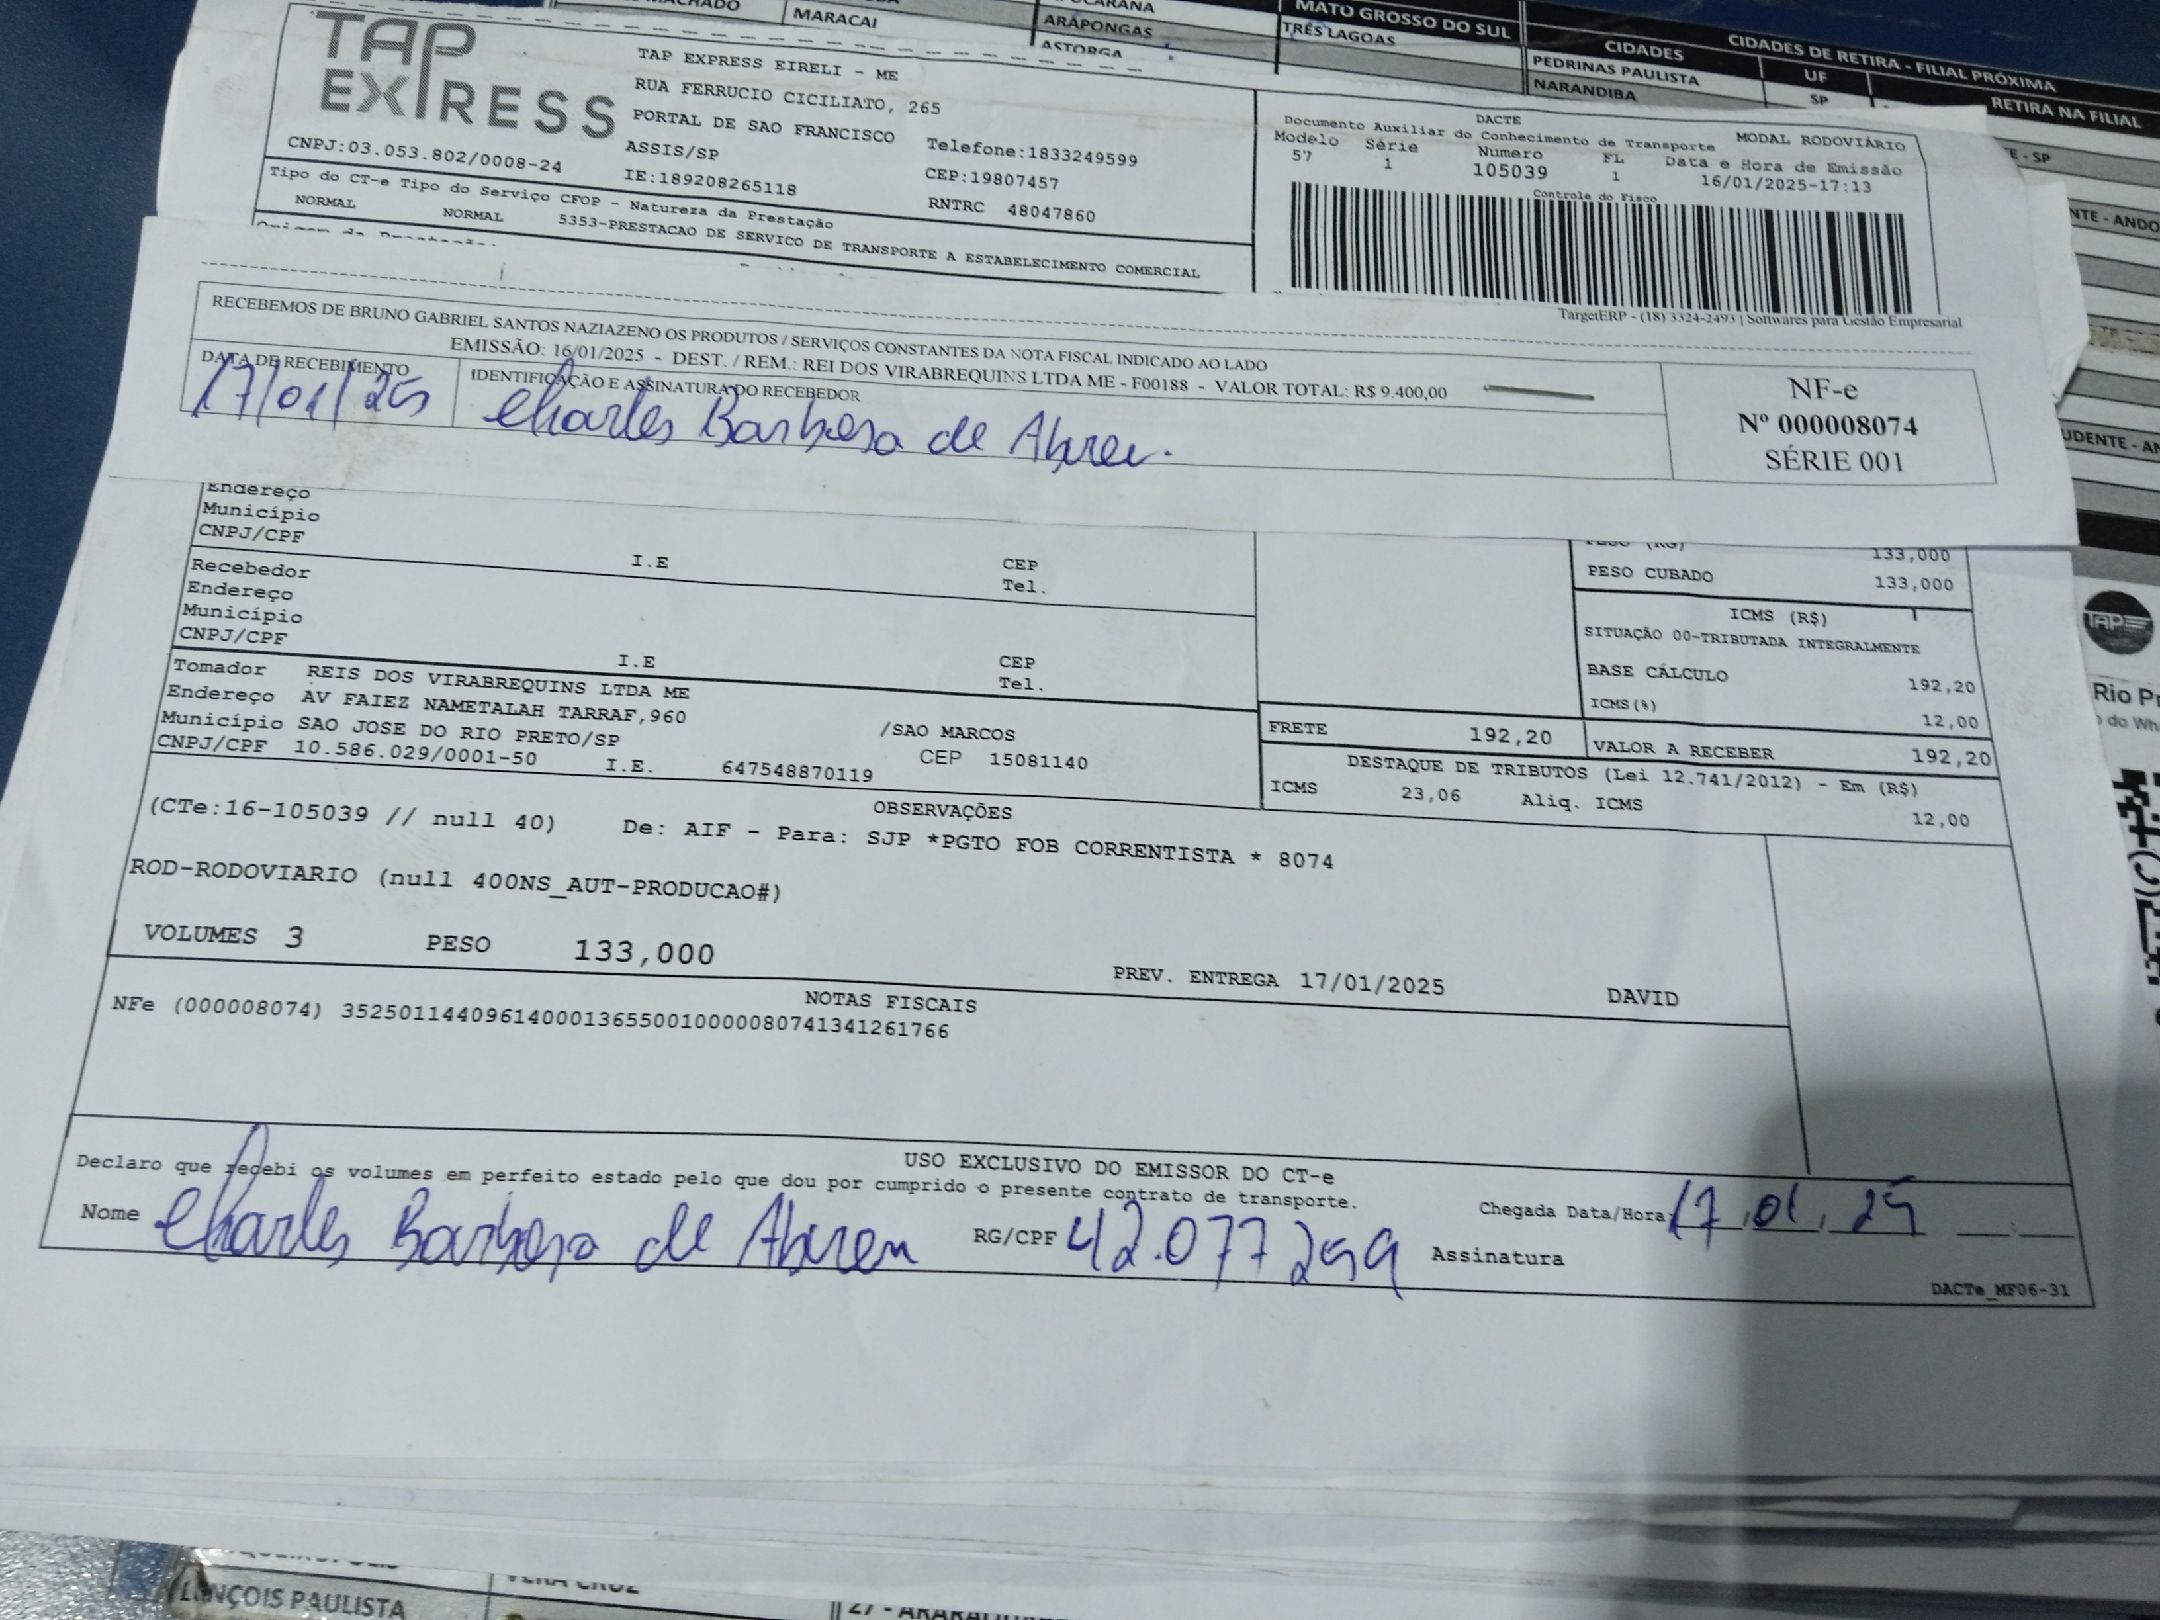 MARACAI
ARAPONGAS
ASTORGA
MATO GROSSO DO SUL
TRÊS LAGOAS
CIDADES
PEDRINAS PAULISTA
NARANDIBA
UF
SP
CIDADES DE RETIRA - FILIAL PRÓXIMA
RETIRA NA FILIAL
TAP EXPRESS
CNPJ:03.053.802/0008-24
TAP EXPRESS EIRELI - ME
RUA FERRUCIO CICILIATO, 265
PORTAL DE SAO FRANCISCO
Telefone:1833249599
ASSIS/SP
CEP:19807457
IE:189208265118
RNTRC 48047860
DACTE
Documento Auxiliar do Conhecimento de Transporte MODAL RODOVIÁRIO
Modelo Série Numero FL Data e Hora de Emissão
57 1 105039 1 16/01/2025-17:13
Controle do Fisco
Tipo do CT-e Tipo do Serviço CFOP - Natureza da Prestação
NORMAL NORMAL 5353-PRESTACAO DE SERVICO DE TRANSPORTE A ESTABELECIMENTO COMERCIAL
TargetERP - (18) 3324-2493 | Softwares para Gestão Empresarial
RECEBEMOS DE BRUNO GABRIEL SANTOS NAZIAZENO OS PRODUTOS / SERVIÇOS CONSTANTES DA NOTA FISCAL INDICADO AO LADO
EMISSÃO: 16/01/2025 - DEST. / REM.: REI DOS VIRABREQUINS LTDA ME - F00188 - VALOR TOTAL: R$ 9.400,00
DATA DE RECEBIMENTO IDENTIFICAÇÃO E ASSINATURA DO RECEBEDOR
17/01/25 Charles Barbosa de Abreu.
NF-e
Nº 000008074
SÉRIE 001
Endereço
Município
CNPJ/CPF I.E CEP
Tel.
Recebedor
Endereço
Município
CNPJ/CPF I.E CEP
Tel.
133,000
PESO CUBADO 133,000
ICMS (R$)
SITUAÇÃO 00-TRIBUTADA INTEGRALMENTE
BASE CÁLCULO 192,20
ICMS(%) 12,00
Tomador REIS DOS VIRABREQUINS LTDA ME
Endereço AV FAIEZ NAMETALAH TARRAF,960 /SAO MARCOS
Município SAO JOSE DO RIO PRETO/SP CEP 15081140
CNPJ/CPF 10.586.029/0001-50 I.E. 647548870119
FRETE 192,20 VALOR A RECEBER 192,20
DESTAQUE DE TRIBUTOS (Lei 12.741/2012) - Em (R$)
ICMS 23,06 Aliq. ICMS 12,00
OBSERVAÇÕES
(CTe:16-105039 // null 40) De: AIF - Para: SJP *PGTO FOB CORRENTISTA * 8074
ROD-RODOVIARIO (null 400NS_AUT-PRODUCAO#)
VOLUMES 3 PESO 133,000 PREV. ENTREGA 17/01/2025 DAVID
NOTAS FISCAIS
NFe (000008074) 35250114409614000136550010000080741341261766
USO EXCLUSIVO DO EMISSOR DO CT-e
Declaro que recebi os volumes em perfeito estado pelo que dou por cumprido o presente contrato de transporte.
Chegada Data/Hora: 17 01 25
Nome Charles Barbosa de Abreu RG/CPF 42.077 259 Assinatura
DACTe_MF06-31
TAP
LENÇOIS PAULISTA
VERA CRUZ